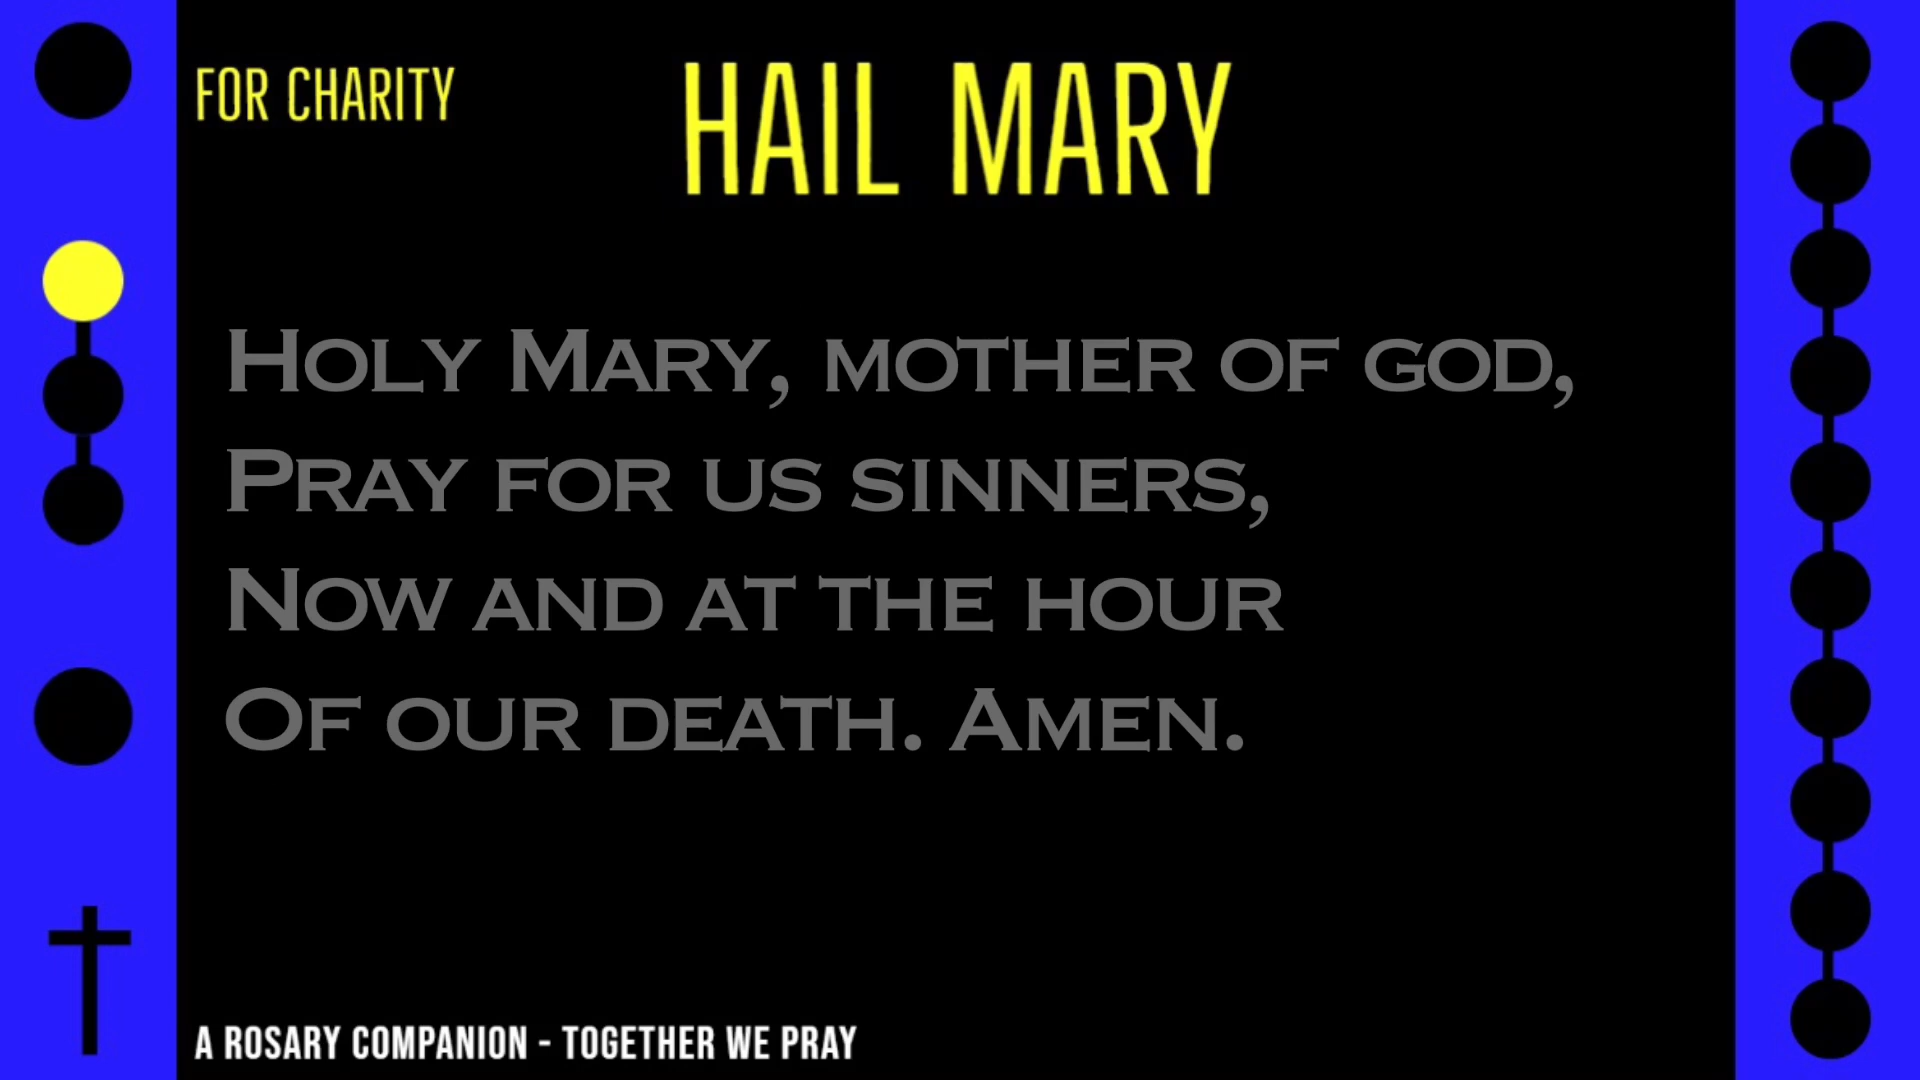 FOR CHARITY
HAIL MARY
HOLY MARY, MOTHER OF GOD,
PRAY FOR US SINNERS,
NOW AND AT THE HOUR
OF OUR DEATH. AMEN.
A ROSARY COMPANION - TOGETHER WE PRAY